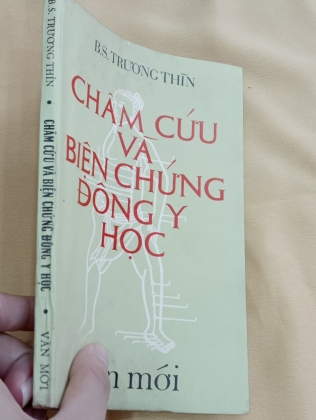 B.S. TRƯƠNG THÌN
CHÂM CỨU
VÀ
BIỆN CHỨNG
ĐÔNG Y
HỌC
mới
B.S. TRƯƠNG THÌN • CHÂM CỨU VÀ BIỆN CHỨNG ĐÔNG Y HỌC • VĂN MỚI